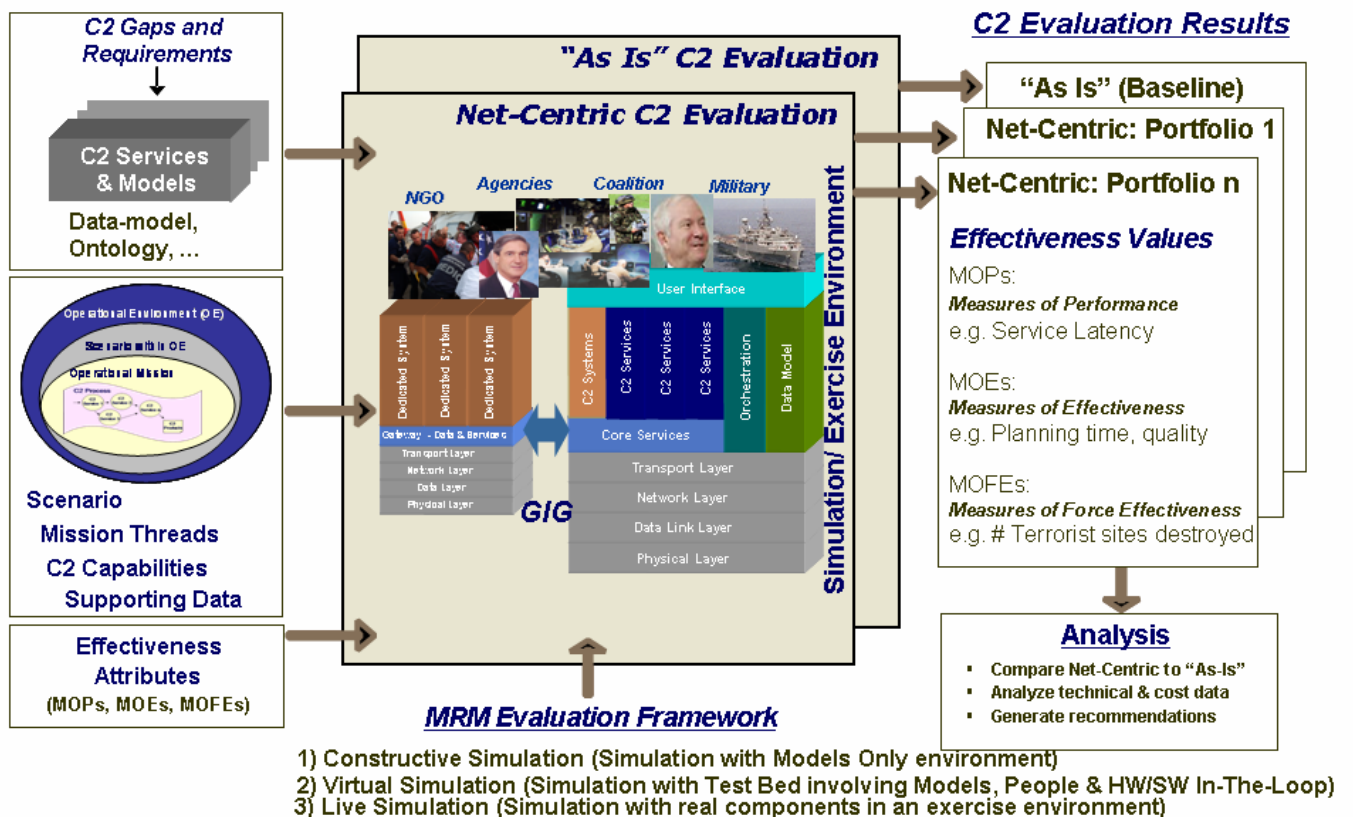 C2 Gaps and
Requirements
C2 Services
& Models
Data-model,
Ontology, ...
Operational Environment (OE)
Scenario within OE
Operational Mission
C2 Process
Scenario
Mission Threads
C2 Capabilities
Supporting Data
Effectiveness
Attributes
(MOPs, MOEs, MOFEs)
“As Is” C2 Evaluation
Net-Centric C2 Evaluation
NGO
Agencies
Coalition
Military
User Interface
Dedicated System
Dedicated System
Dedicated System
Gateway - Data & Services
Transport Layer
Network Layer
Data Layer
Physical Layer
GIG
C2 Systems
C2 Services
C2 Services
C2 Services
Orchestration
Data Model
Core Services
Transport Layer
Network Layer
Data Link Layer
Physical Layer
Simulation/ Exercise Environment
MRM Evaluation Framework
1) Constructive Simulation (Simulation with Models Only environment)
2) Virtual Simulation (Simulation with Test Bed involving Models, People & HW/SW In-The-Loop)
3) Live Simulation (Simulation with real components in an exercise environment)
C2 Evaluation Results
“As Is” (Baseline)
Net-Centric: Portfolio 1
Net-Centric: Portfolio n
Effectiveness Values
MOPs:
Measures of Performance
e.g. Service Latency
MOEs:
Measures of Effectiveness
e.g. Planning time, quality
MOFEs:
Measures of Force Effectiveness
e.g. # Terrorist sites destroyed
Analysis
▪ Compare Net-Centric to “As-Is”
▪ Analyze technical & cost data
▪ Generate recommendations